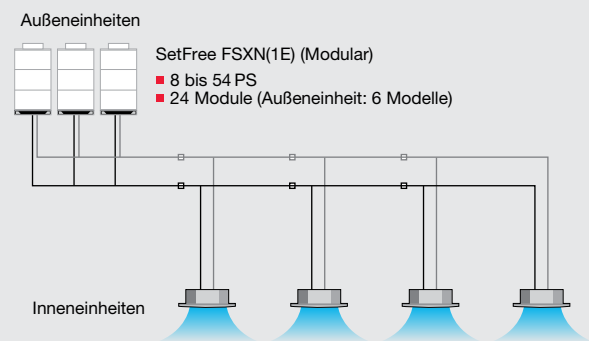 Außeneinheiten
SetFree FSXN(1E) (Modular)
8 bis 54 PS
24 Module (Außeneinheit: 6 Modelle)
Inneneinheiten